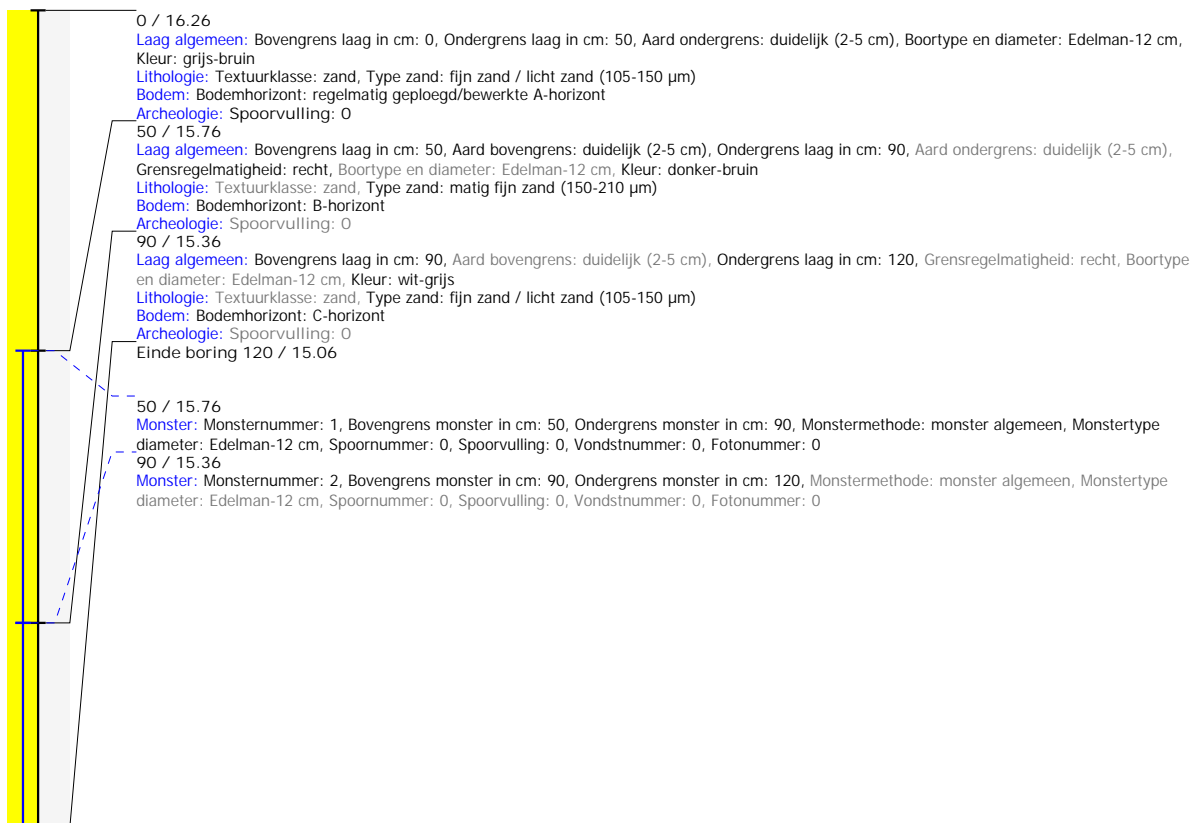 0 / 16.26
Laag algemeen: Bovengrens laag in cm: 0, Ondergrens laag in cm: 50, Aard ondergrens: duidelijk (2-5 cm), Boortype en diameter: Edelman-12 cm,
Kleur: grijs-bruin
Lithologie: Textuurklasse: zand, Type zand: fijn zand / licht zand (105-150 µm)
Bodem: Bodemhorizont: regelmatig geploegd/bewerkte A-horizont
Archeologie: Spoorvulling: 0
50 / 15.76
Laag algemeen: Bovengrens laag in cm: 50, Aard bovengrens: duidelijk (2-5 cm), Ondergrens laag in cm: 90, Aard ondergrens: duidelijk (2-5 cm),
Grensregelmatigheid: recht, Boortype en diameter: Edelman-12 cm, Kleur: donker-bruin
Lithologie: Textuurklasse: zand, Type zand: matig fijn zand (150-210 µm)
Bodem: Bodemhorizont: B-horizont
Archeologie: Spoorvulling: 0
90 / 15.36
Laag algemeen: Bovengrens laag in cm: 90, Aard bovengrens: duidelijk (2-5 cm), Ondergrens laag in cm: 120, Grensregelmatigheid: recht, Boortype
en diameter: Edelman-12 cm, Kleur: wit-grijs
Lithologie: Textuurklasse: zand, Type zand: fijn zand / licht zand (105-150 µm)
Bodem: Bodemhorizont: C-horizont
Archeologie: Spoorvulling: 0
Einde boring 120 / 15.06
50 / 15.76
Monster: Monsternummer: 1, Bovengrens monster in cm: 50, Ondergrens monster in cm: 90, Monstermethode: monster algemeen, Monstertype
diameter: Edelman-12 cm, Spoornummer: 0, Spoorvulling: 0, Vondstnummer: 0, Fotonummer: 0
90 / 15.36
Monster: Monsternummer: 2, Bovengrens monster in cm: 90, Ondergrens monster in cm: 120, Monstermethode: monster algemeen, Monstertype
diameter: Edelman-12 cm, Spoornummer: 0, Spoorvulling: 0, Vondstnummer: 0, Fotonummer: 0